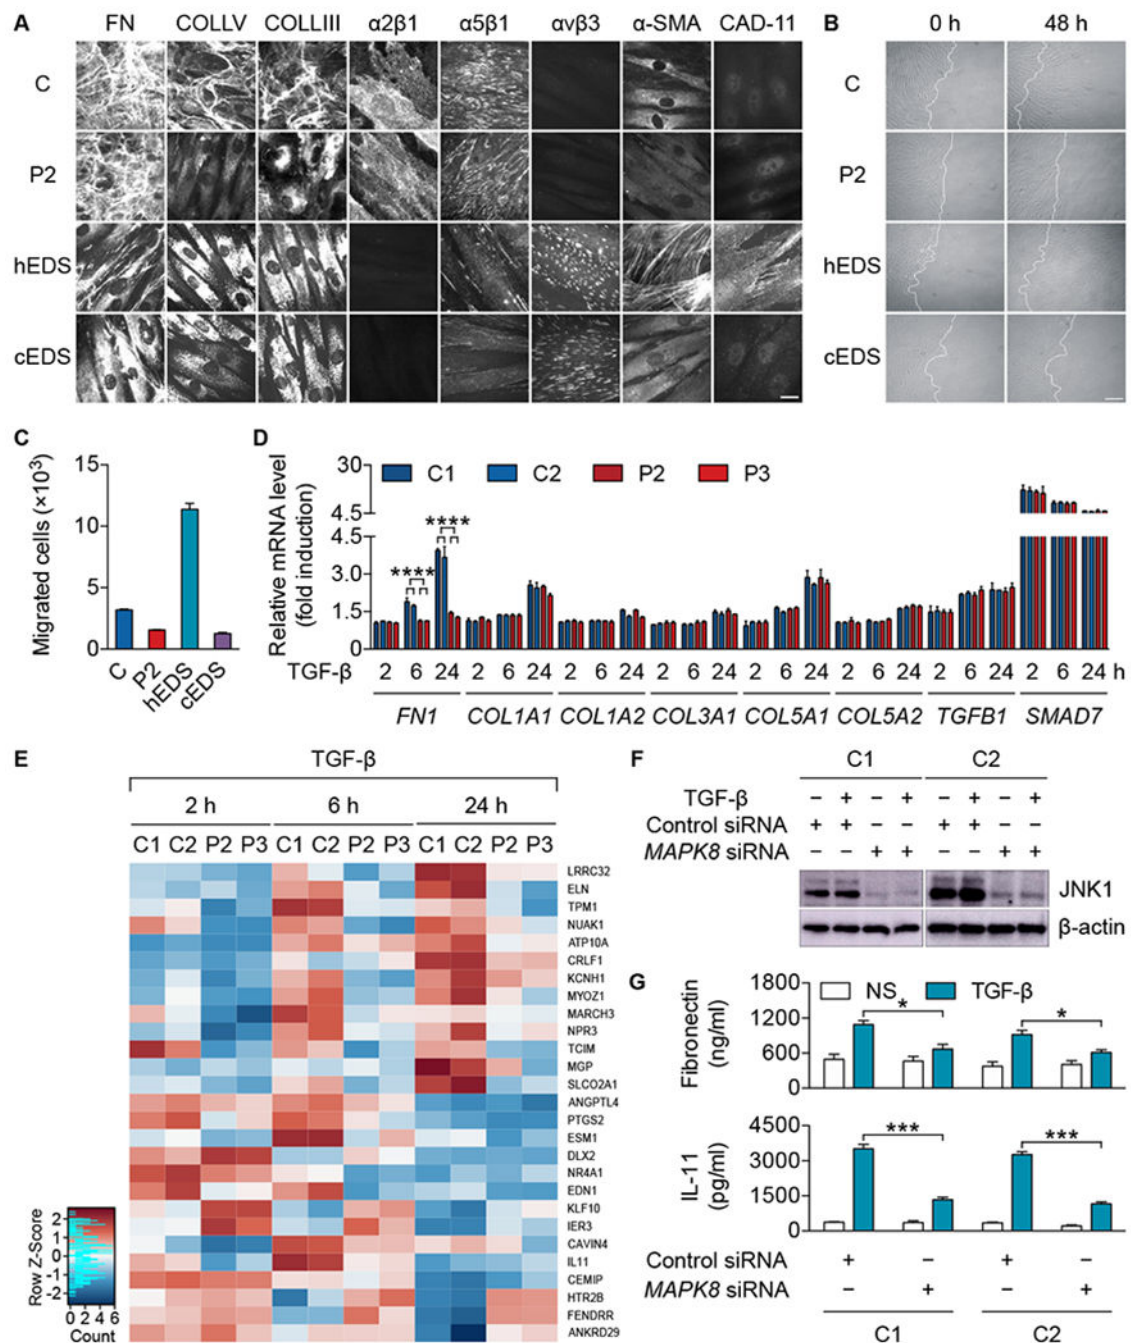 A FN COLLV COLLIII α2β1 α5β1 αvβ3 α-SMA CAD-11
C
P2
hEDS
cEDS
B 0 h 48 h
C
P2
hEDS
cEDS
C
Migrated cells (×10³)
15
10
5
0
C P2 hEDS cEDS
D
Relative mRNA level
(fold induction)
30
4.5
4.5
3.0
1.5
0
C1 C2 P2 P3
**** ****
TGF-β 2 6 24 2 6 24 2 6 24 2 6 24 2 6 24 2 6 24 2 6 24 2 6 24 h
FN1 COL1A1 COL1A2 COL3A1 COL5A1 COL5A2 TGFB1 SMAD7
E TGF-β
2 h 6 h 24 h
C1 C2 P2 P3 C1 C2 P2 P3 C1 C2 P2 P3
LRRC32
ELN
TPM1
NUAK1
ATP10A
CRLF1
KCNH1
MYOZ1
MARCH3
NPR3
TCIM
MGP
SLCO2A1
ANGPTL4
PTGS2
ESM1
DLX2
NR4A1
EDN1
KLF10
IER3
CAVIN4
IL11
CEMIP
HTR2B
FENDRR
ANKRD29
Row Z-Score
2
1
0
-1
-2
0 2 4 6
Count
F C1 C2
TGF-β − + − + − + − +
Control siRNA + + − − + + − −
MAPK8 siRNA − − + + − − + +
JNK1
β-actin
G
Fibronectin
(ng/ml)
1800
1200
600
0
NS TGF-β
* *
IL-11
(pg/ml)
4500
3000
1500
0
*** ***
Control siRNA + − + −
MAPK8 siRNA − + − +
C1 C2